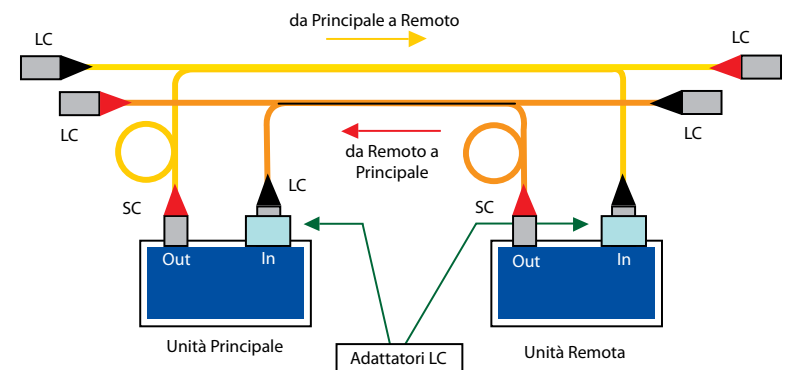 da Principale a Remoto
LC
LC
LC
LC
da Remoto a
Principale
LC
SC
SC
Out
In
Out
In
Unità Principale
Adattatori LC
Unità Remota